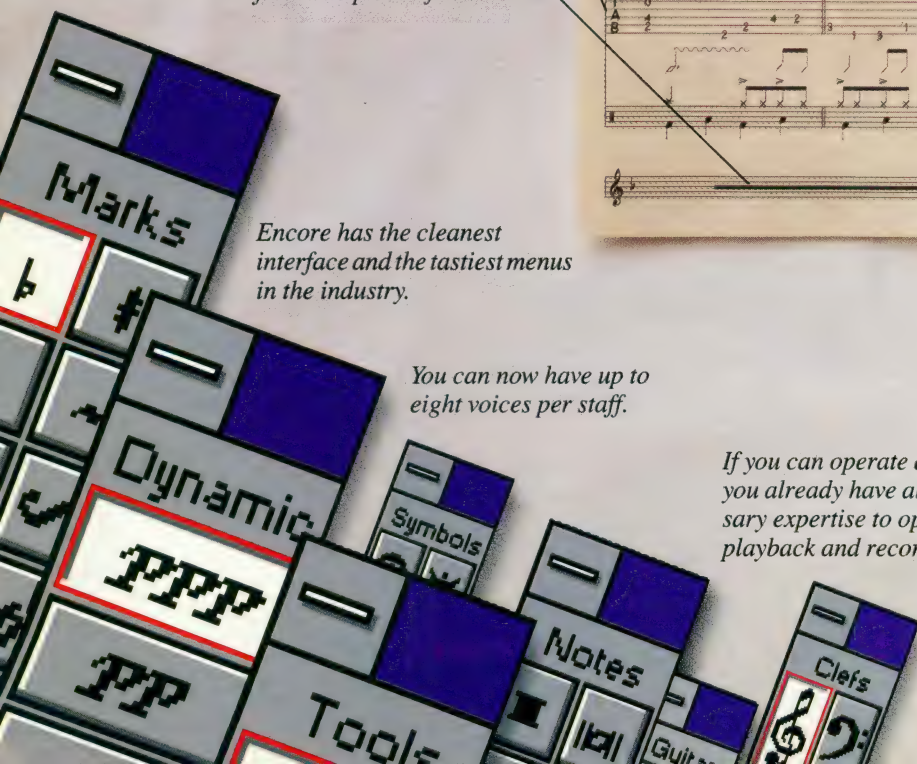 Marks
Encore has the cleanest
interface and the tastiest menus
in the industry.
You can now have up to
eight voices per staff.
Dynamic
ppp
pp
Symbols
If you can operate
you already have
sary expertise to
playback and
Notes
Clefs
Tools